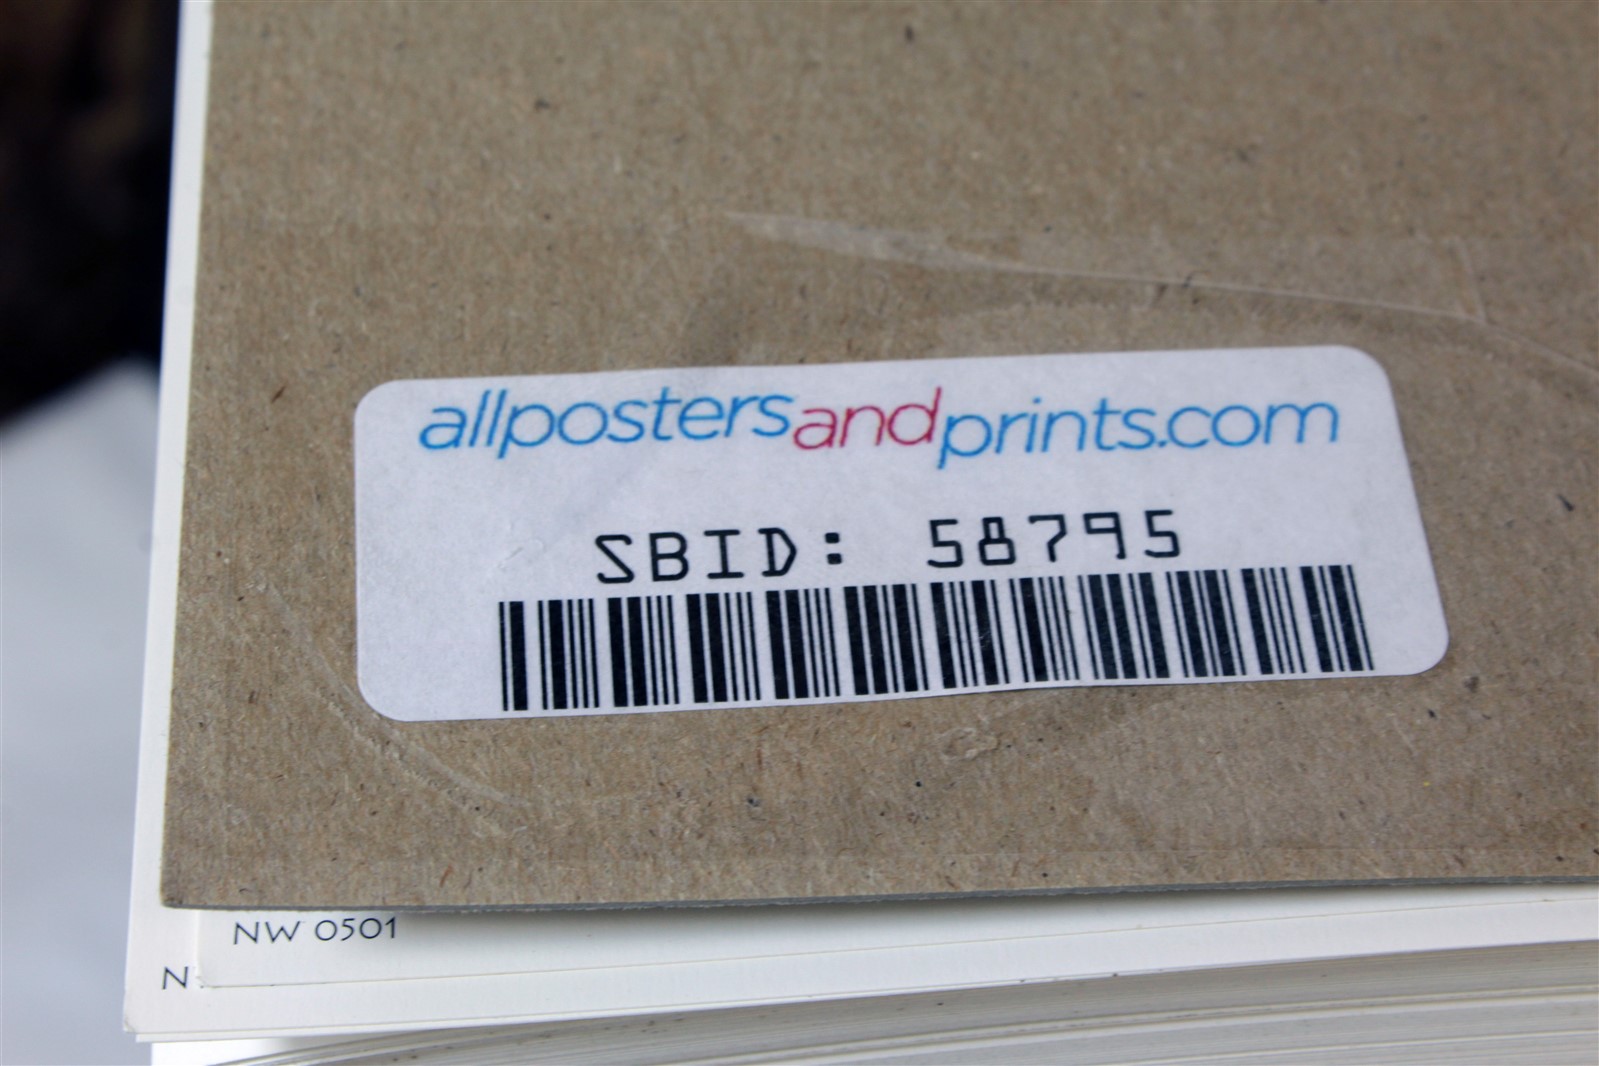 allpostersandprints.com
SBID: 58795
NW 0501
N